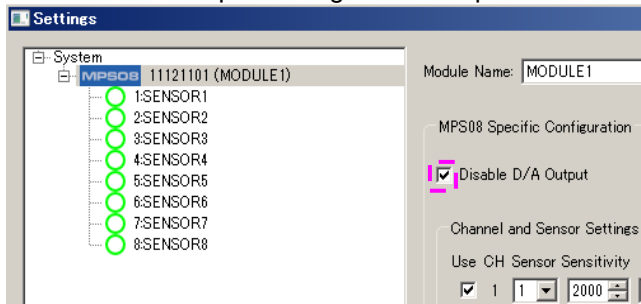 Settings
System
MPS08 11121101 (MODULE1)
1:SENSOR1
2:SENSOR2
3:SENSOR3
4:SENSOR4
5:SENSOR5
6:SENSOR6
7:SENSOR7
8:SENSOR8
Module Name: MODULE1
MPS08 Specific Configuration
Disable D/A Output
Channel and Sensor Settings
Use CH Sensor Sensitivity
1 1 2000